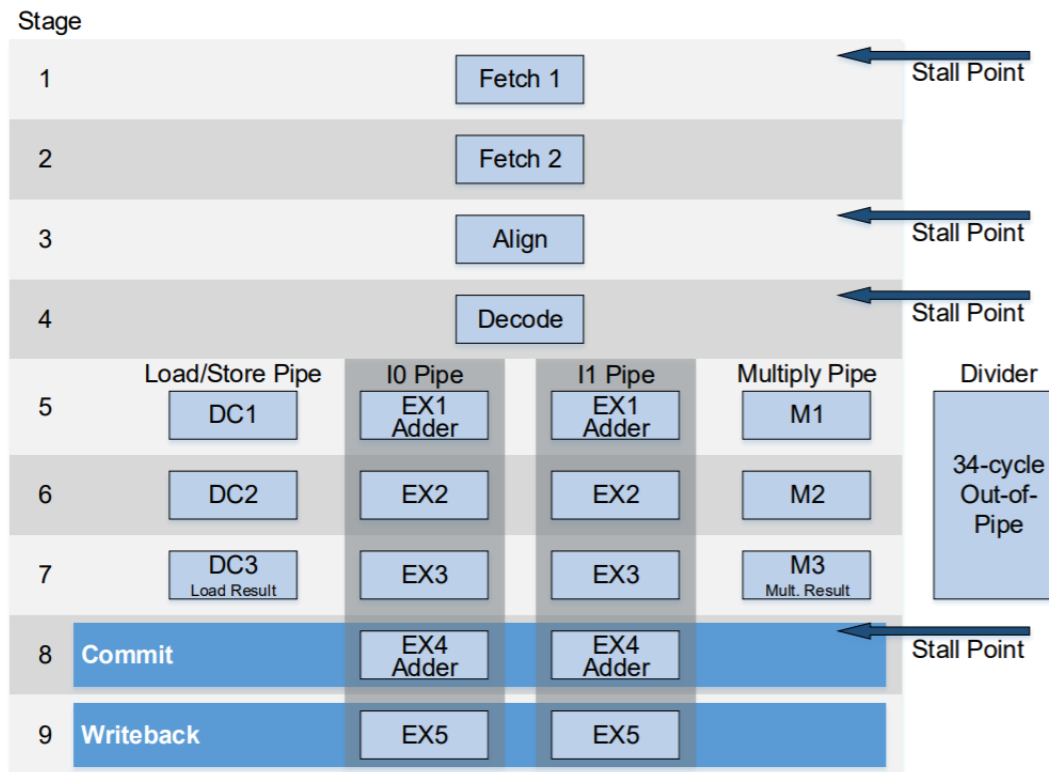 Stage
1
Fetch 1
Stall Point
2
Fetch 2
3
Align
Stall Point
4
Decode
Stall Point
Load/Store Pipe
I0 Pipe
I1 Pipe
Multiply Pipe
Divider
5
DC1
EX1
Adder
EX1
Adder
M1
34-cycle
Out-of-
Pipe
6
DC2
EX2
EX2
M2
7
DC3
Load Result
EX3
EX3
M3
Mult. Result
8
Commit
EX4
Adder
EX4
Adder
Stall Point
9
Writeback
EX5
EX5